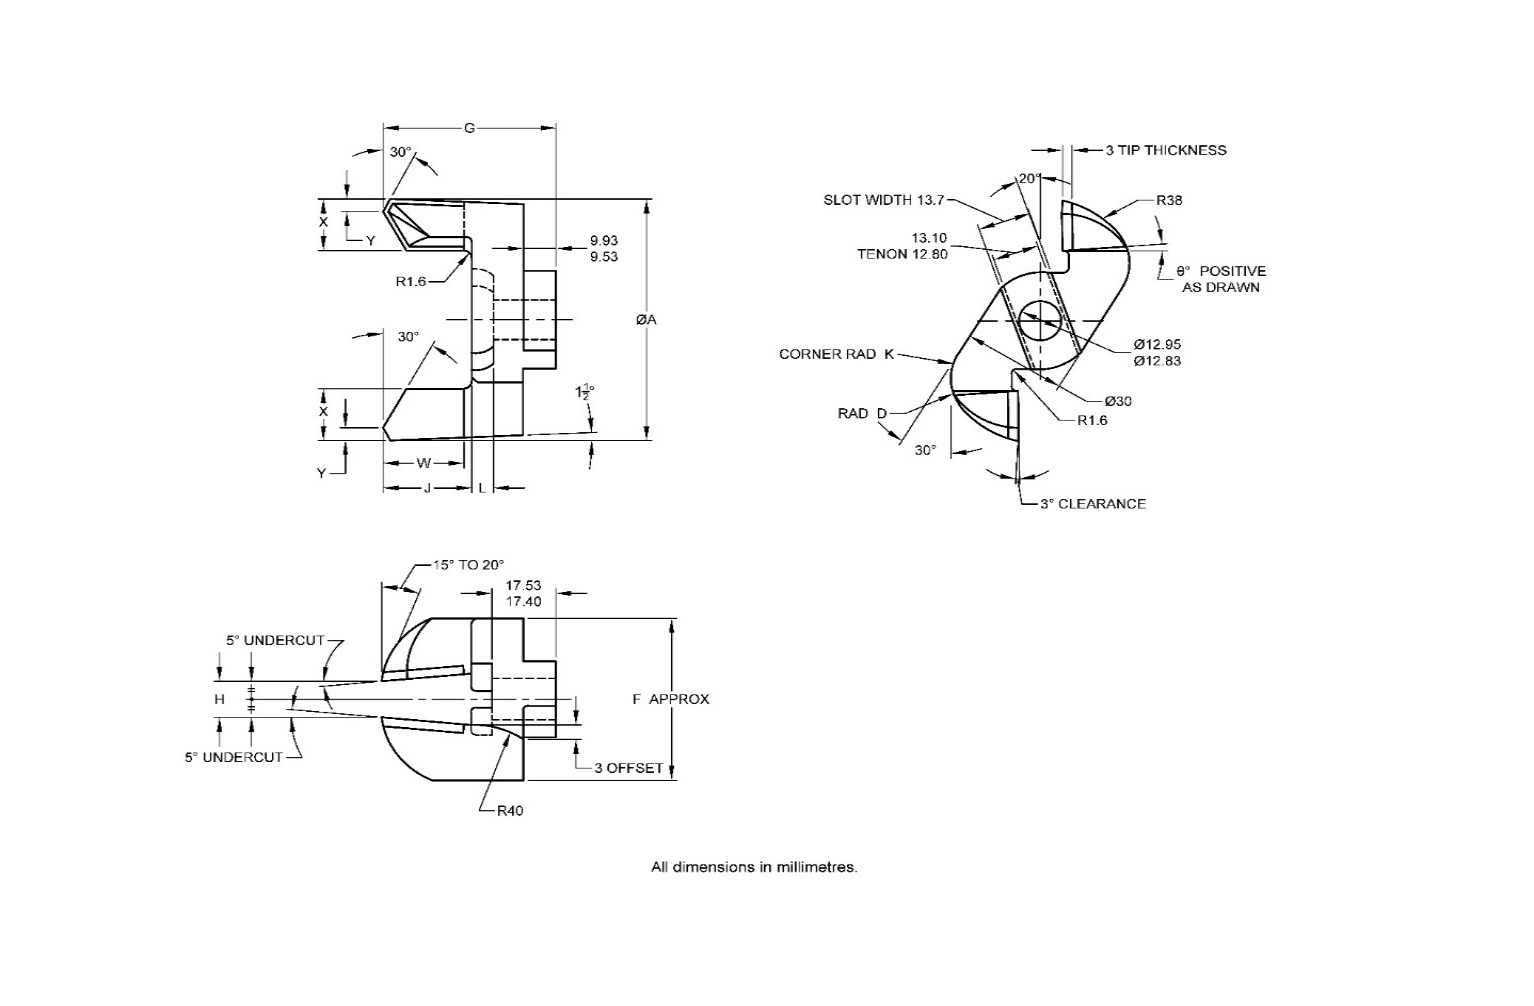 G
30°
X
Y
R1.6
9.93
9.53
ØA
30°
1½°
X
Y
W
J
L
3 TIP THICKNESS
20°
SLOT WIDTH 13.7
R38
13.10
TENON 12.80
θ° POSITIVE
AS DRAWN
Ø12.95
Ø12.83
CORNER RAD K
Ø30
RAD D
R1.6
30°
3° CLEARANCE
15° TO 20°
17.53
17.40
5° UNDERCUT
H
F APPROX
5° UNDERCUT
3 OFFSET
R40
All dimensions in millimetres.